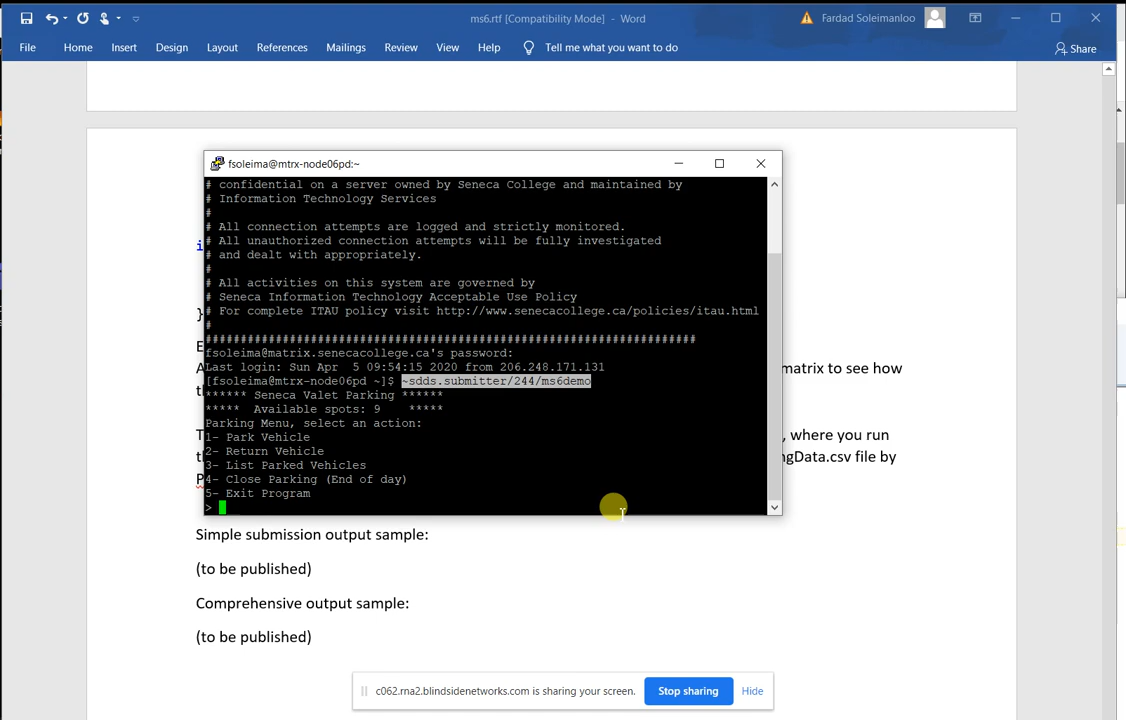 ms6.rtf [Compatibility Mode] - Word
Fardad Soleimanloo
File Home Insert Design Layout References Mailings Review View Help Tell me what you want to do
Share
fsoleima@mtrx-node06pd:~
# confidential on a server owned by Seneca College and maintained by
# Information Technology Services
#
# All connection attempts are logged and strictly monitored.
# All unauthorized connection attempts will be fully investigated
# and dealt with appropriately.
#
# All activities on this system are governed by
# Seneca Information Technology Acceptable Use Policy
# For complete ITAU policy visit http://www.senecacollege.ca/policies/itau.html
#
######################################################################
fsoleima@matrix.senecacollege.ca's password:
Last login: Sun Apr  5 09:54:15 2020 from 206.248.171.131
[fsoleima@mtrx-node06pd ~]$ ~sdds.submitter/244/ms6demo
****** Seneca Valet Parking ******
*****  Available spots: 9    *****
Parking Menu, select an action:
1- Park Vehicle
2- Return Vehicle
3- List Parked Vehicles
4- Close Parking (End of day)
5- Exit Program
>
i
}
matrix to see how
, where you run
ngData.csv file by
Simple submission output sample:
(to be published)
Comprehensive output sample:
(to be published)
c062.rna2.blindsidenetworks.com is sharing your screen.
Stop sharing
Hide